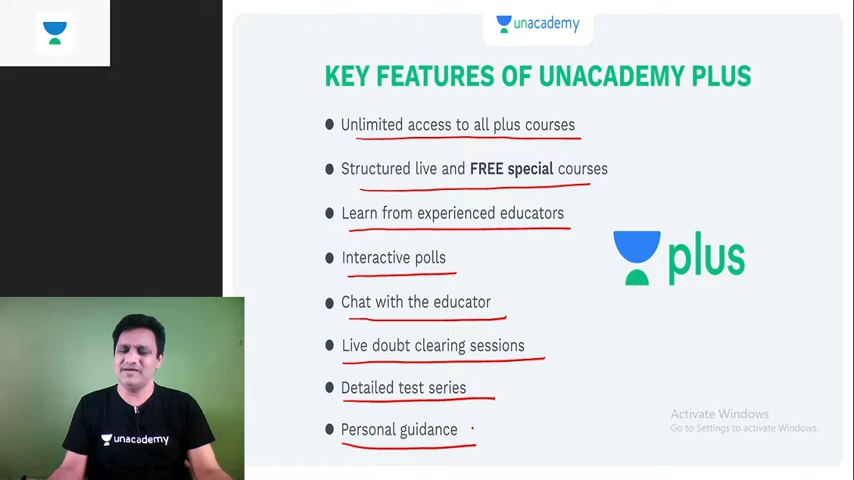 unacademy
KEY FEATURES OF UNACADEMY PLUS
Unlimited access to all plus courses
Structured live and FREE special courses
Learn from experienced educators
Interactive polls
plus
Chat with the educator
Live doubt clearing sessions
Detailed test series
Activate Windows
Go to Settings to activate Windows.
Personal guidance
unacademy